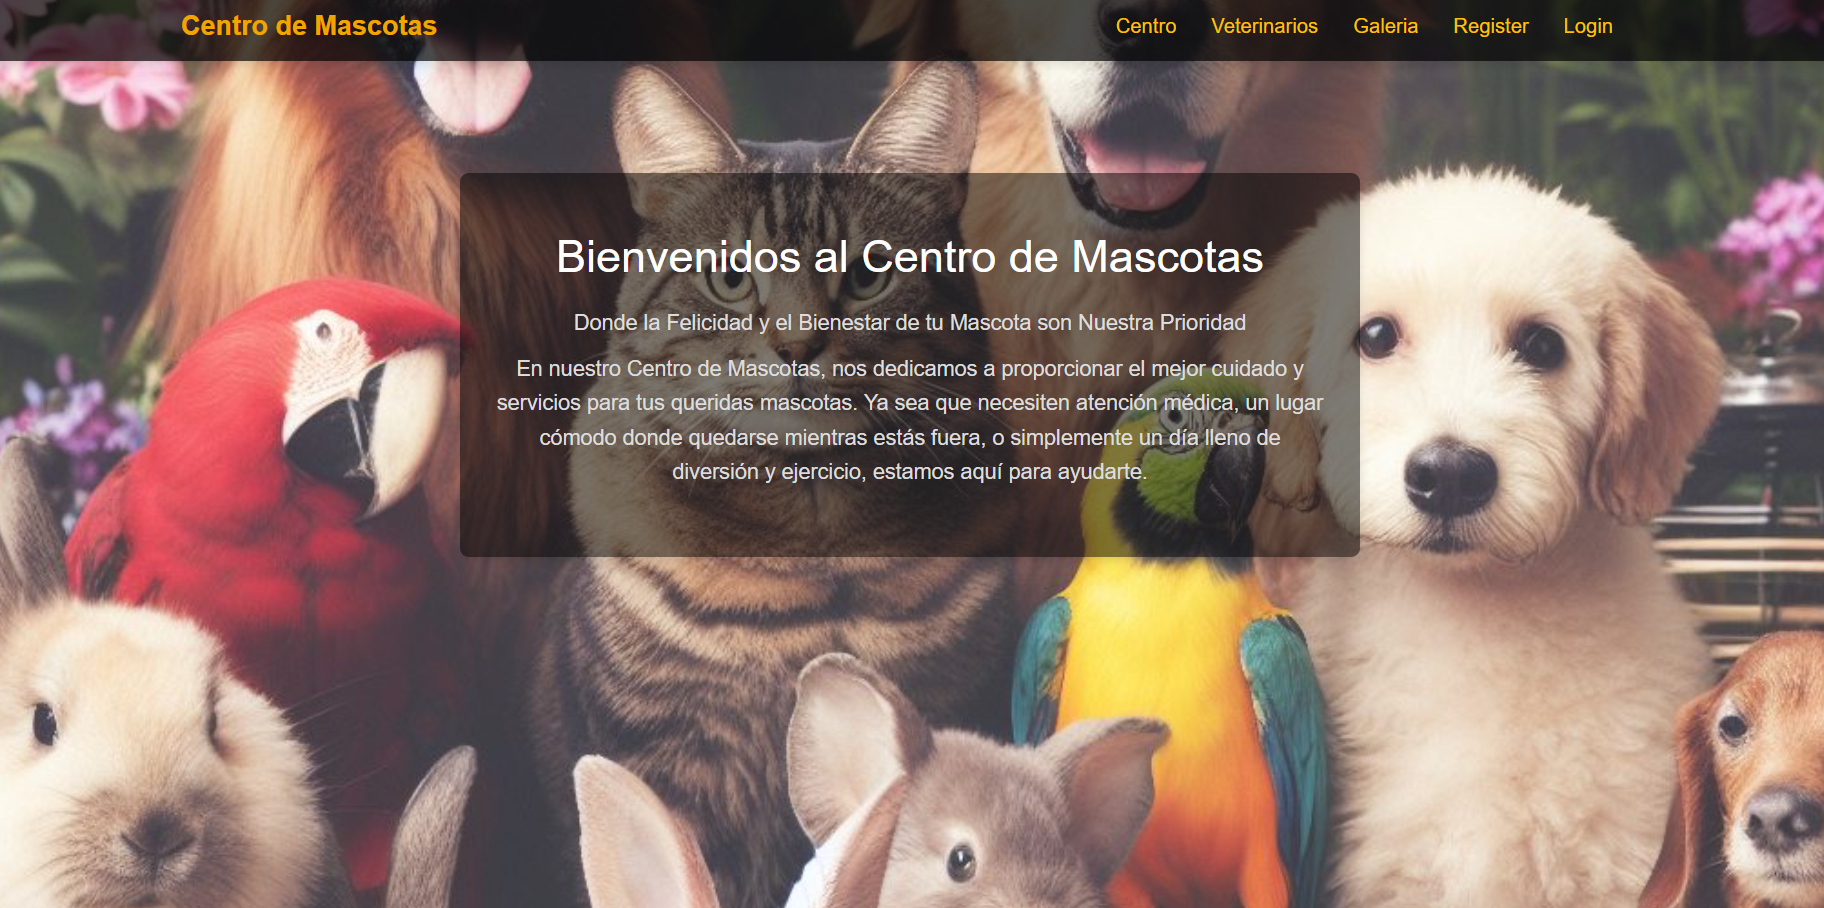 Centro de Mascotas
Centro Veterinarios Galeria Register Login
Bienvenidos al Centro de Mascotas
Donde la Felicidad y el Bienestar de tu Mascota son Nuestra Prioridad
En nuestro Centro de Mascotas, nos dedicamos a proporcionar el mejor cuidado y
servicios para tus queridas mascotas. Ya sea que necesiten atención médica, un lugar
cómodo donde quedarse mientras estás fuera, o simplemente un día lleno de
diversión y ejercicio, estamos aquí para ayudarte.